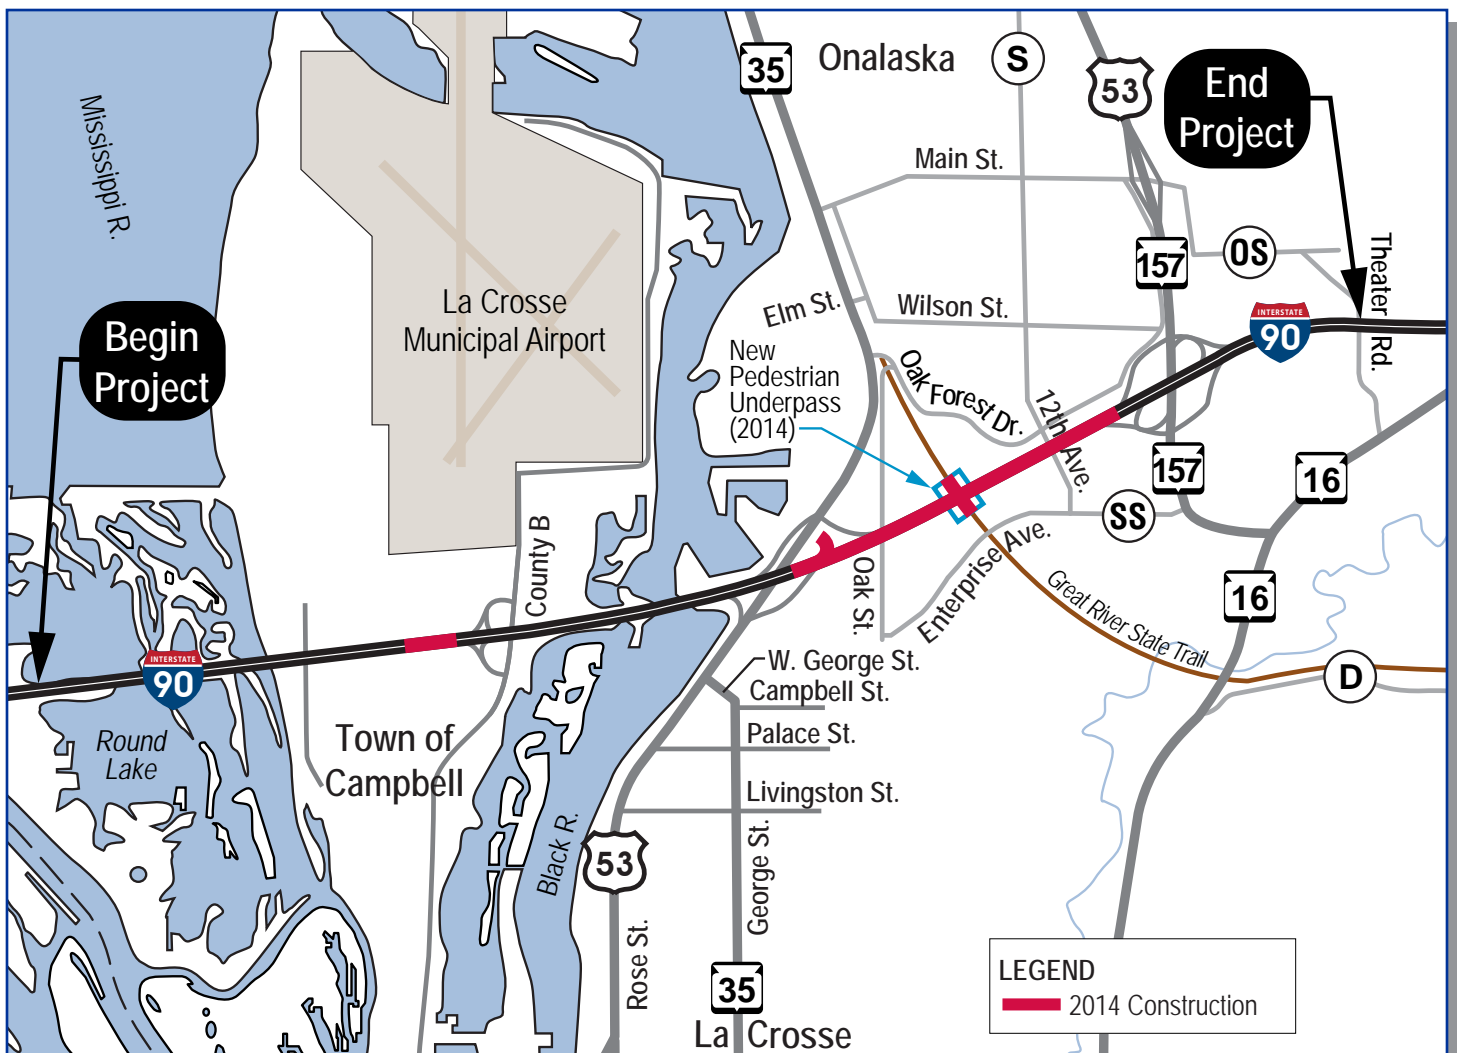 35
Onalaska
S
53
End
Project
Mississippi R.
Main St.
157
OS
Theater Rd.
La Crosse
Municipal Airport
Elm St.
Wilson St.
INTERSTATE
90
Begin
Project
New
Pedestrian
Underpass
(2014)
Oak Forest Dr.
12th Ave.
157
16
SS
County B
Oak St.
Enterprise Ave.
16
Great River State Trail
INTERSTATE
90
W. George St.
Campbell St.
D
Round
Lake
Town of
Campbell
Palace St.
Livingston St.
Black R.
53
George St.
Rose St.
35
La Crosse
LEGEND
2014 Construction